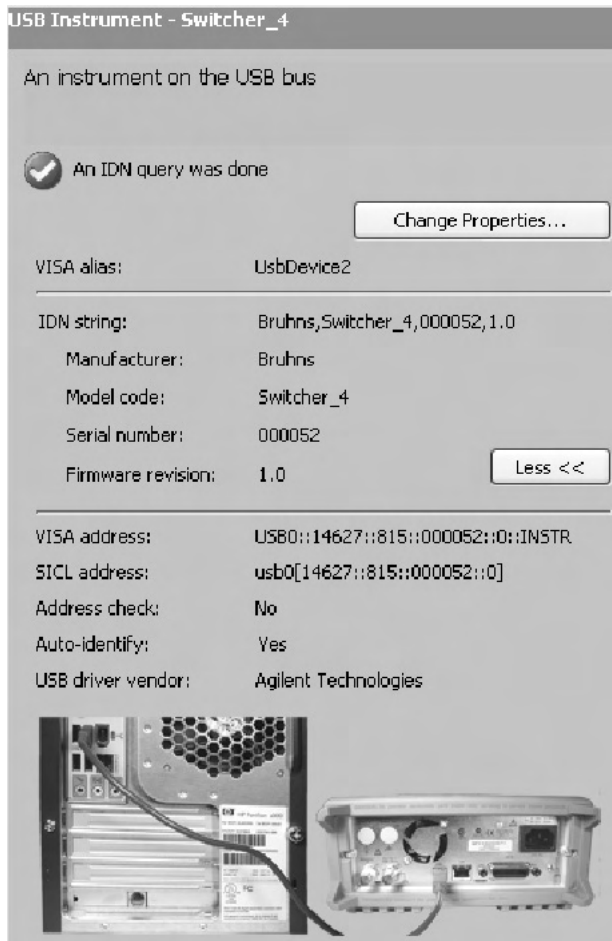 USB Instrument - Switcher_4
An instrument on the USB bus
An IDN query was done
Change Properties...
VISA alias: UsbDevice2
IDN string: Bruhns,Switcher_4,000052,1.0
Manufacturer: Bruhns
Model code: Switcher_4
Serial number: 000052
Firmware revision: 1.0
Less <<
VISA address: USB0::14627::815::000052::0::INSTR
SICL address: usb0[14627::815::000052::0]
Address check: No
Auto-identify: Yes
USB driver vendor: Agilent Technologies